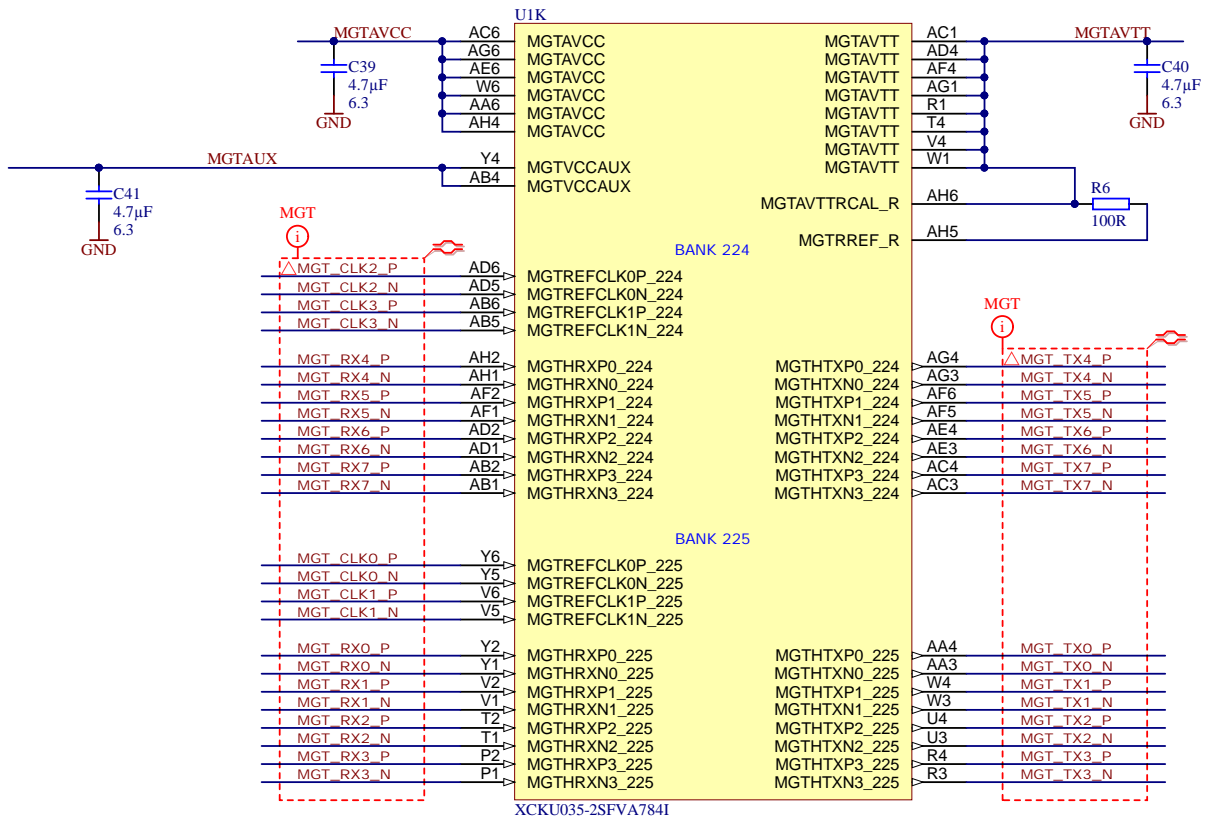 U1K
MGTAVCC AC6 MGTAVCC MGTAVTT AC1 MGTAVTT
AG6 MGTAVCC MGTAVTT AD4
C39 AE6 MGTAVCC MGTAVTT AF4 C40
4.7µF W6 MGTAVCC MGTAVTT AG1 4.7µF
6.3 AA6 MGTAVCC MGTAVTT R1 6.3
GND AH4 MGTAVCC MGTAVTT T4 GND
MGTAVTT V4
MGTAUX Y4 MGTVCCAUX MGTAVTT W1
AB4 MGTVCCAUX
C41 MGTAVTTRCAL_R AH6 R6
4.7µF 100R
6.3
GND MGTRREF_R AH5
MGT
i
BANK 224
MGT_CLK2_P AD6 MGTREFCLK0P_224
MGT_CLK2_N AD5 MGTREFCLK0N_224
MGT_CLK3_P AB6 MGTREFCLK1P_224
MGT_CLK3_N AB5 MGTREFCLK1N_224
MGT
i
MGT_RX4_P AH2 MGTHRXP0_224 MGTHTXP0_224 AG4 MGT_TX4_P
MGT_RX4_N AH1 MGTHRXN0_224 MGTHTXN0_224 AG3 MGT_TX4_N
MGT_RX5_P AF2 MGTHRXP1_224 MGTHTXP1_224 AF6 MGT_TX5_P
MGT_RX5_N AF1 MGTHRXN1_224 MGTHTXN1_224 AF5 MGT_TX5_N
MGT_RX6_P AD2 MGTHRXP2_224 MGTHTXP2_224 AE4 MGT_TX6_P
MGT_RX6_N AD1 MGTHRXN2_224 MGTHTXN2_224 AE3 MGT_TX6_N
MGT_RX7_P AB2 MGTHRXP3_224 MGTHTXP3_224 AC4 MGT_TX7_P
MGT_RX7_N AB1 MGTHRXN3_224 MGTHTXN3_224 AC3 MGT_TX7_N
BANK 225
MGT_CLK0_P Y6 MGTREFCLK0P_225
MGT_CLK0_N Y5 MGTREFCLK0N_225
MGT_CLK1_P V6 MGTREFCLK1P_225
MGT_CLK1_N V5 MGTREFCLK1N_225
MGT_RX0_P Y2 MGTHRXP0_225 MGTHTXP0_225 AA4 MGT_TX0_P
MGT_RX0_N Y1 MGTHRXN0_225 MGTHTXN0_225 AA3 MGT_TX0_N
MGT_RX1_P V2 MGTHRXP1_225 MGTHTXP1_225 W4 MGT_TX1_P
MGT_RX1_N V1 MGTHRXN1_225 MGTHTXN1_225 W3 MGT_TX1_N
MGT_RX2_P T2 MGTHRXP2_225 MGTHTXP2_225 U4 MGT_TX2_P
MGT_RX2_N T1 MGTHRXN2_225 MGTHTXN2_225 U3 MGT_TX2_N
MGT_RX3_P P2 MGTHRXP3_225 MGTHTXP3_225 R4 MGT_TX3_P
MGT_RX3_N P1 MGTHRXN3_225 MGTHTXN3_225 R3 MGT_TX3_N
XCKU035-2SFVA784I